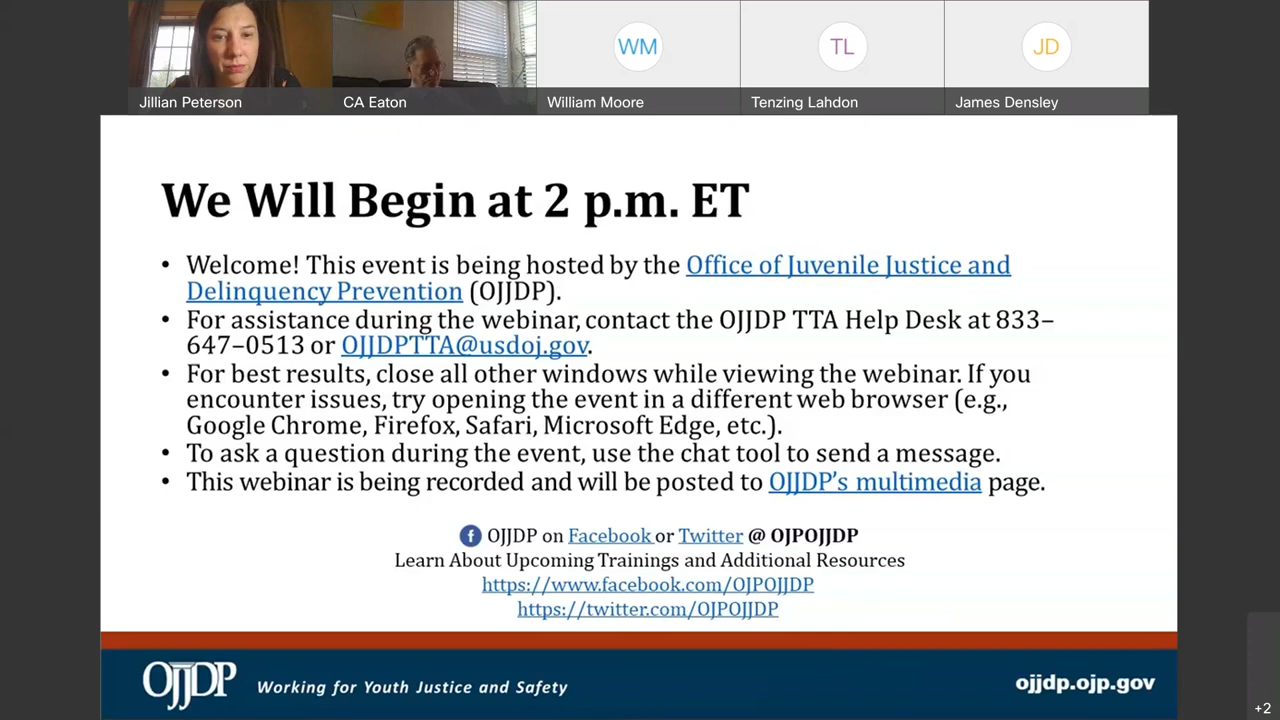 WM
TL
JD
Jillian Peterson
CA Eaton
William Moore
Tenzing Lahdon
James Densley
We Will Begin at 2 p.m. ET
• Welcome! This event is being hosted by the Office of Juvenile Justice and
Delinquency Prevention (OJJDP).
• For assistance during the webinar, contact the OJJDP TTA Help Desk at 833–
647–0513 or OJJDPTTA@usdoj.gov.
• For best results, close all other windows while viewing the webinar. If you
encounter issues, try opening the event in a different web browser (e.g.,
Google Chrome, Firefox, Safari, Microsoft Edge, etc.).
• To ask a question during the event, use the chat tool to send a message.
• This webinar is being recorded and will be posted to OJJDP's multimedia page.
f OJJDP on Facebook or Twitter @ OJPOJJDP
Learn About Upcoming Trainings and Additional Resources
https://www.facebook.com/OJPOJJDP
https://twitter.com/OJPOJJDP
OJJDP Working for Youth Justice and Safety
ojjdp.ojp.gov
+2